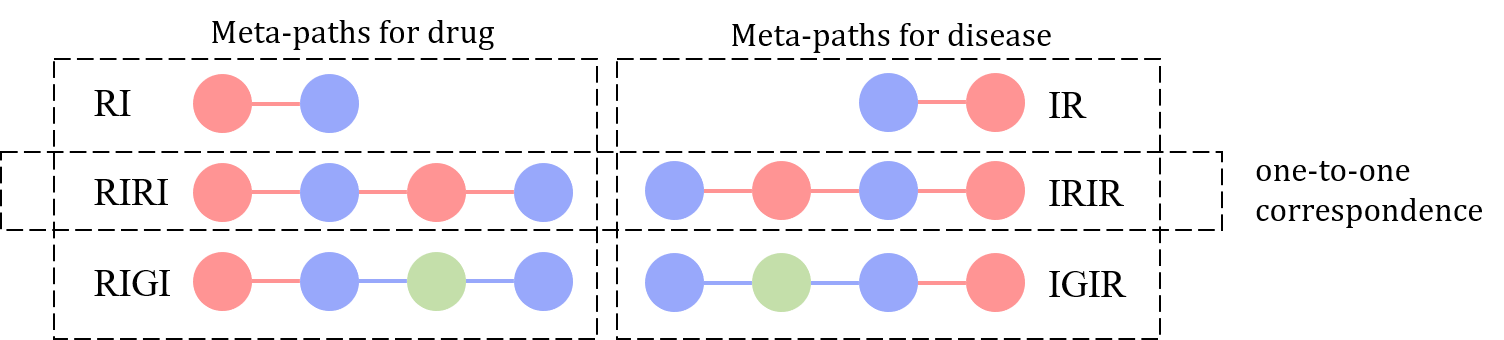 Meta-paths for drug
Meta-paths for disease
RI
IR
RIRI
IRIR
one-to-one
correspondence
RIGI
IGIR